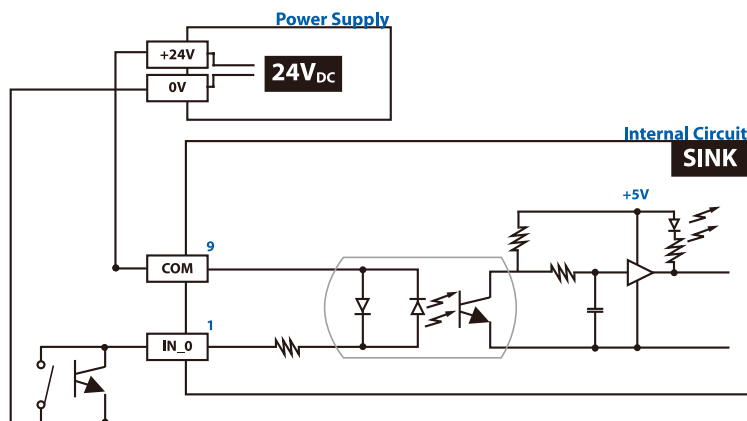 Power Supply
+24V
0V
24VDC
Internal Circuit
SINK
+5V
9
COM
1
IN_0